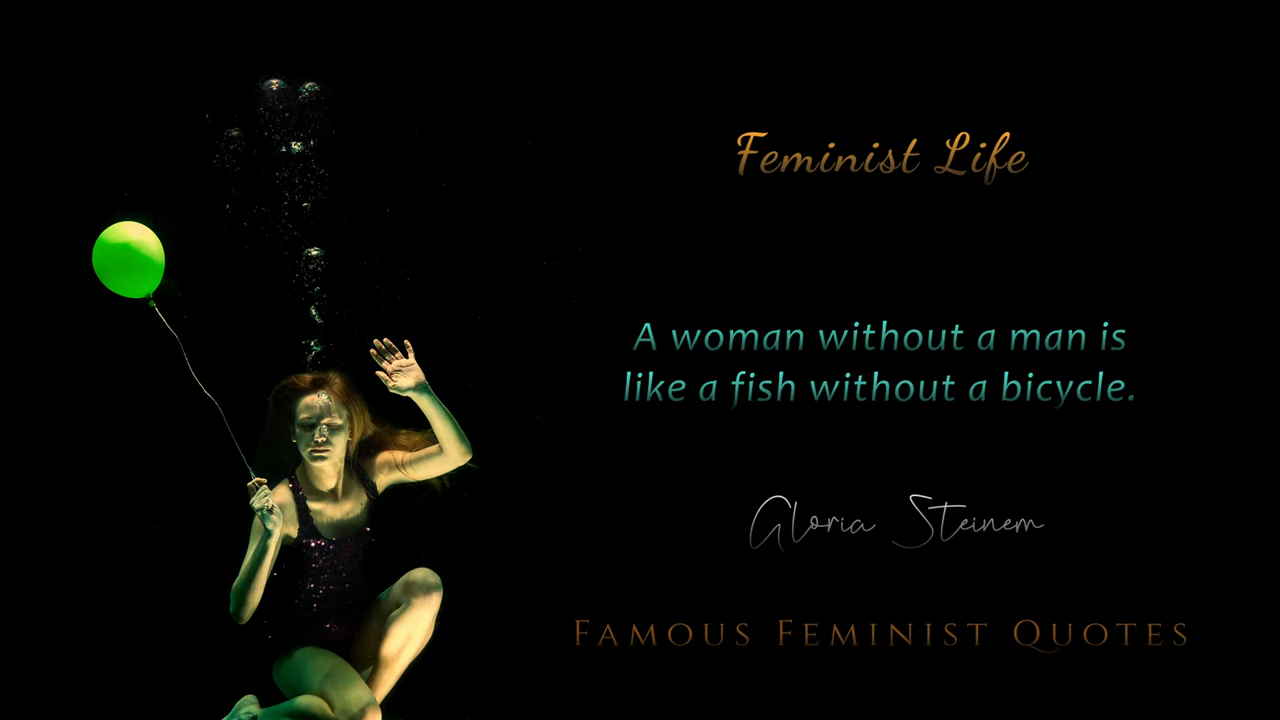 Feminist Life
A woman without a man is
like a fish without a bicycle.
Gloria Steinem
Famous Feminist Quotes